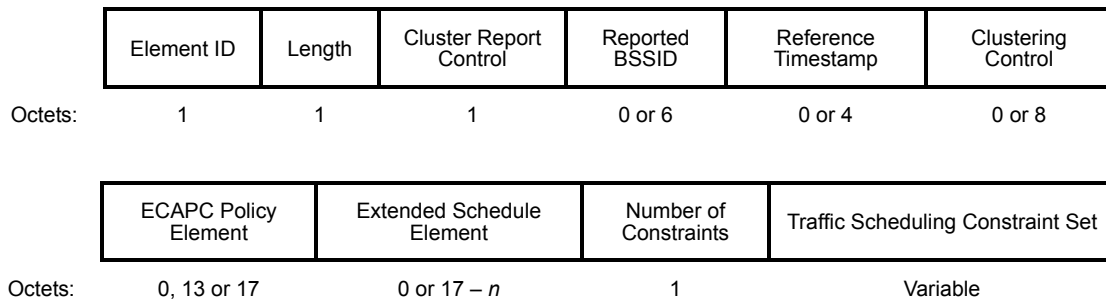 Element ID Length Cluster Report Control Reported BSSID Reference Timestamp Clustering Control
Octets: 1 1 1 0 or 6 0 or 4 0 or 8
ECAPC Policy Element Extended Schedule Element Number of Constraints Traffic Scheduling Constraint Set
Octets: 0, 13 or 17 0 or 17 – n 1 Variable